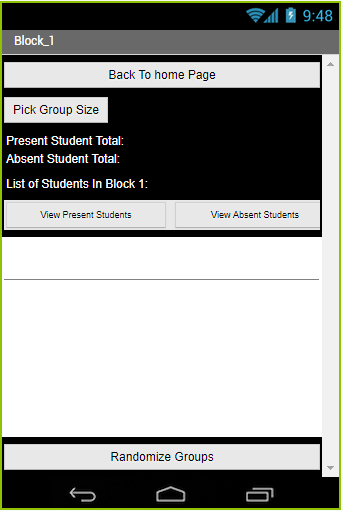 9:48
Block_1
Back To home Page
Pick Group Size
Present Student Total:
Absent Student Total:
List of Students In Block 1:
View Present Students View Absent Students
Randomize Groups